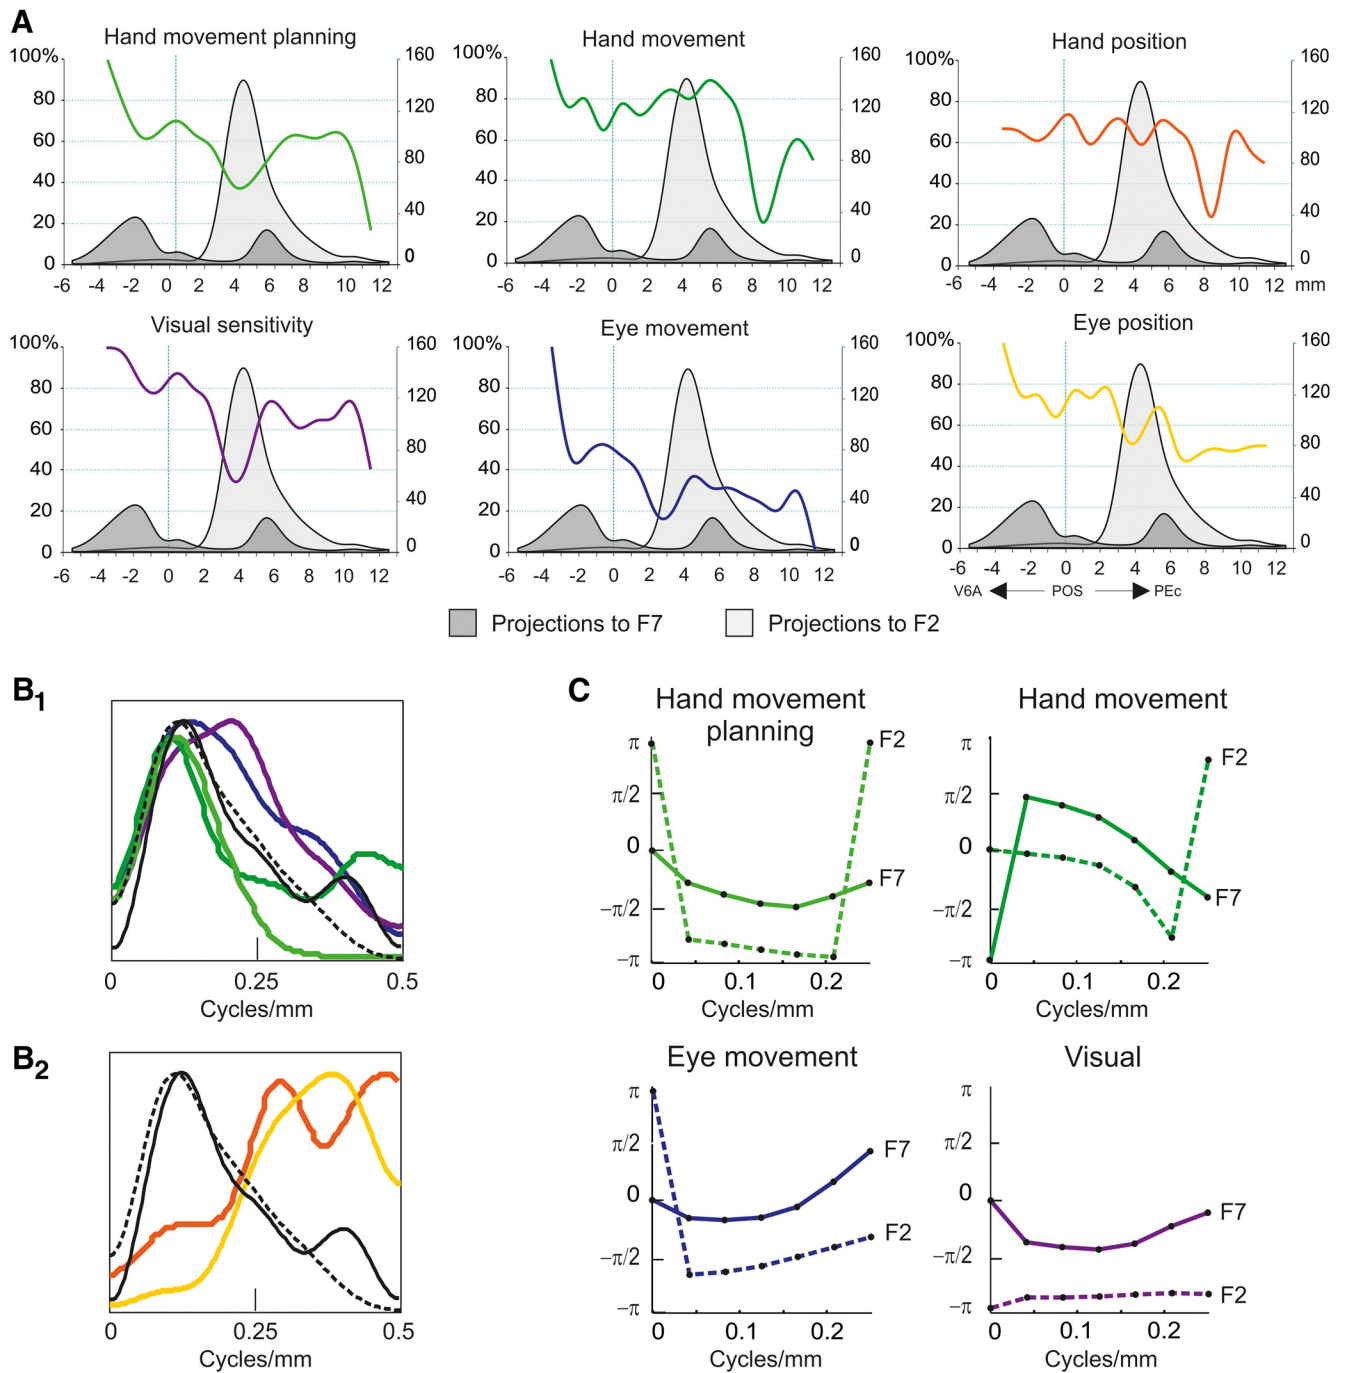 A
Hand movement planning
Hand movement
Hand position
100% 80 60 40 20 0
160 120 80 40 0
-6 -4 -2 0 2 4 6 8 10 12
100% 80 60 40 20 0
160 120 80 40 0
-6 -4 -2 0 2 4 6 8 10 12
100% 80 60 40 20 0
160 120 80 40 0
-6 -4 -2 0 2 4 6 8 10 12 mm
Visual sensitivity
Eye movement
Eye position
100% 80 60 40 20 0
160 120 80 40 0
-6 -4 -2 0 2 4 6 8 10 12
100% 80 60 40 20 0
160 120 80 40 0
-6 -4 -2 0 2 4 6 8 10 12
100% 80 60 40 20 0
160 120 80 40 0
-6 -4 -2 0 2 4 6 8 10 12
V6A POS PEc
Projections to F7
Projections to F2
B1
0 0.25 0.5
Cycles/mm
B2
0 0.25 0.5
Cycles/mm
C
Hand movement
planning
π
π/2
0
−π/2
−π
F2
F7
0 0.1 0.2
Cycles/mm
Hand movement
π
π/2
0
−π/2
−π
F2
F7
0 0.1 0.2
Cycles/mm
Eye movement
π
π/2
0
−π/2
−π
F7
F2
0 0.1 0.2
Cycles/mm
Visual
π
π/2
0
−π/2
−π
F7
F2
0 0.1 0.2
Cycles/mm